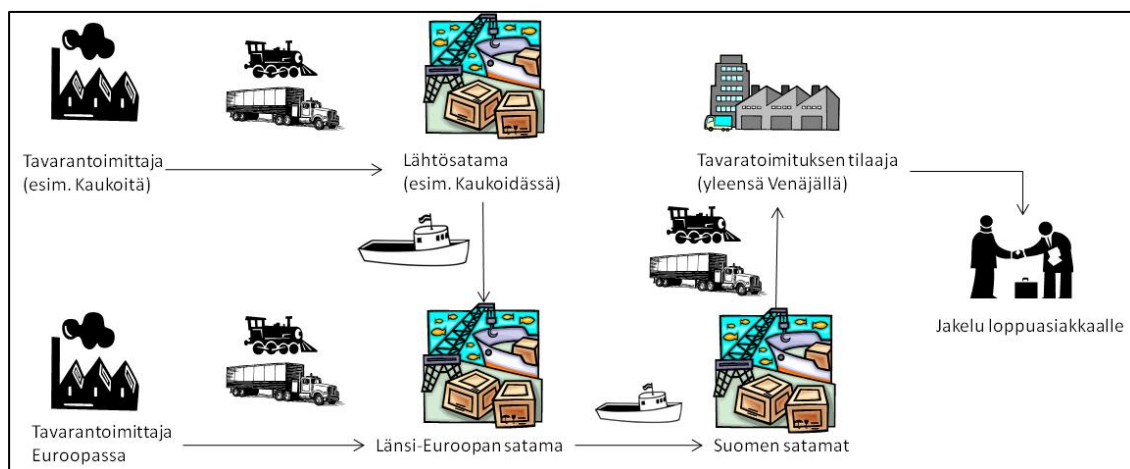 Tavarantoimittaja
(esim. Kaukoitä)
Lähtösatama
(esim. Kaukoidässä)
Tavaratoimituksen tilaaja
(yleensä Venäjällä)
Jakelu loppuasiakkaalle
Tavarantoimittaja
Euroopassa
Länsi-Euroopan satama
Suomen satamat